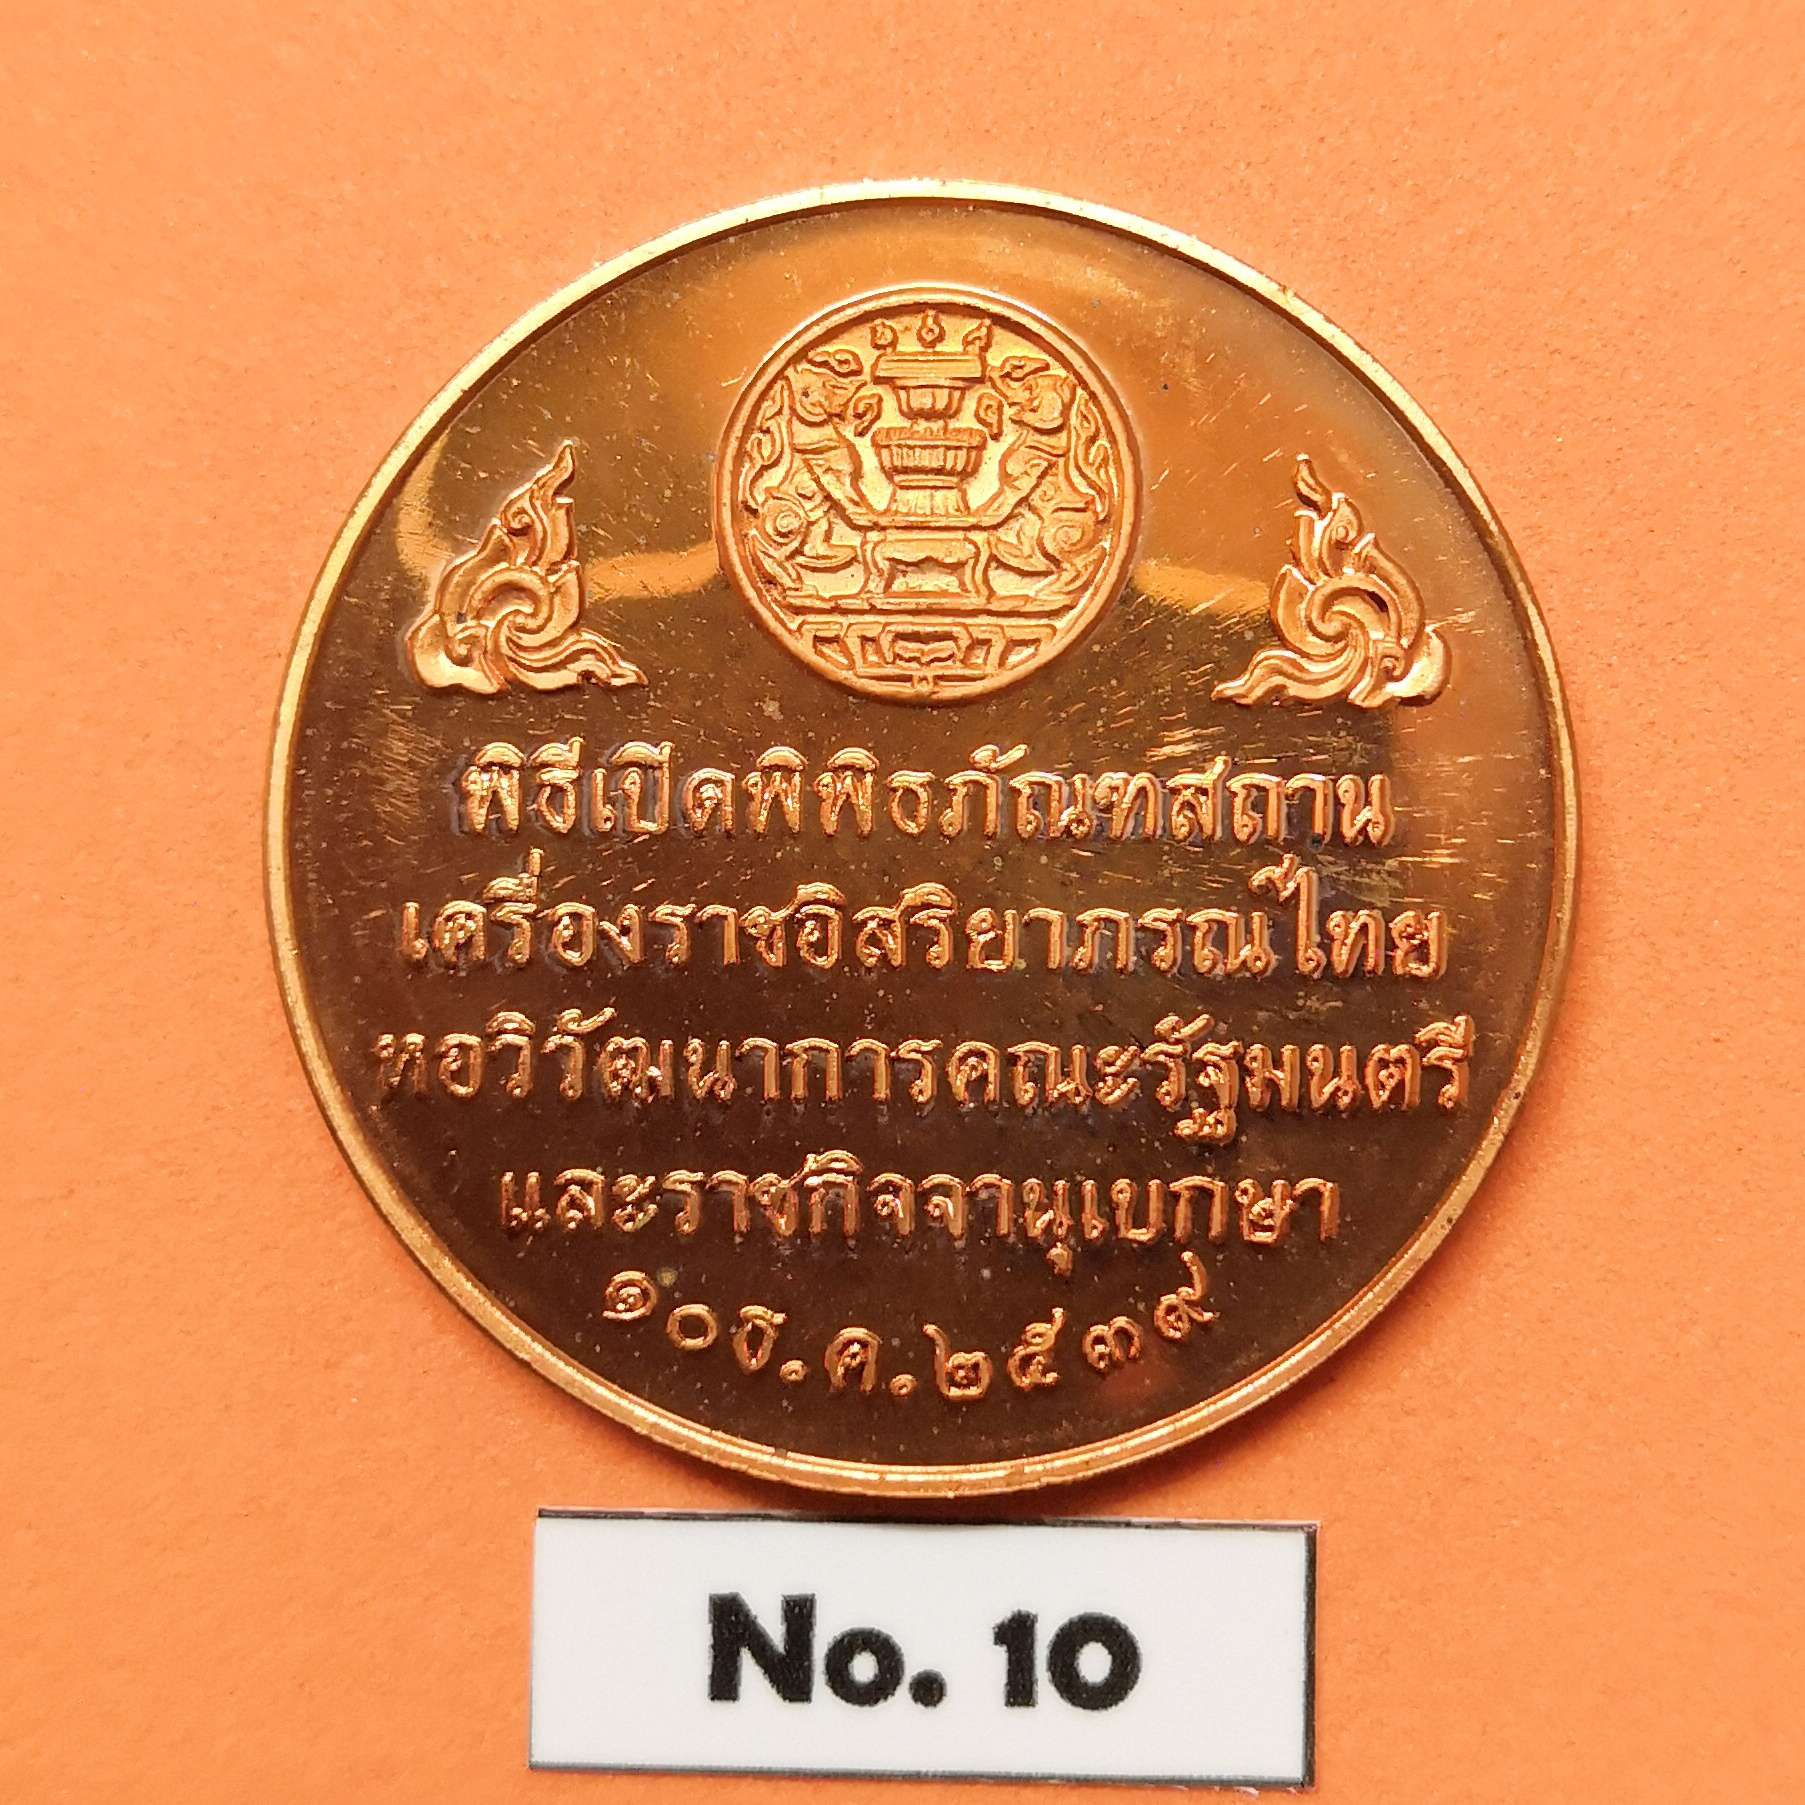 พิธีเปิดพิพิธภัณฑสถาน
เครื่องราชอิสริยาภรณ์ไทย
หอวิวัฒนาการคณะรัฐมนตรี
และราชกิจจานุเบกษา
๑๐ธ.ค.๒๕๓๙
No. 10